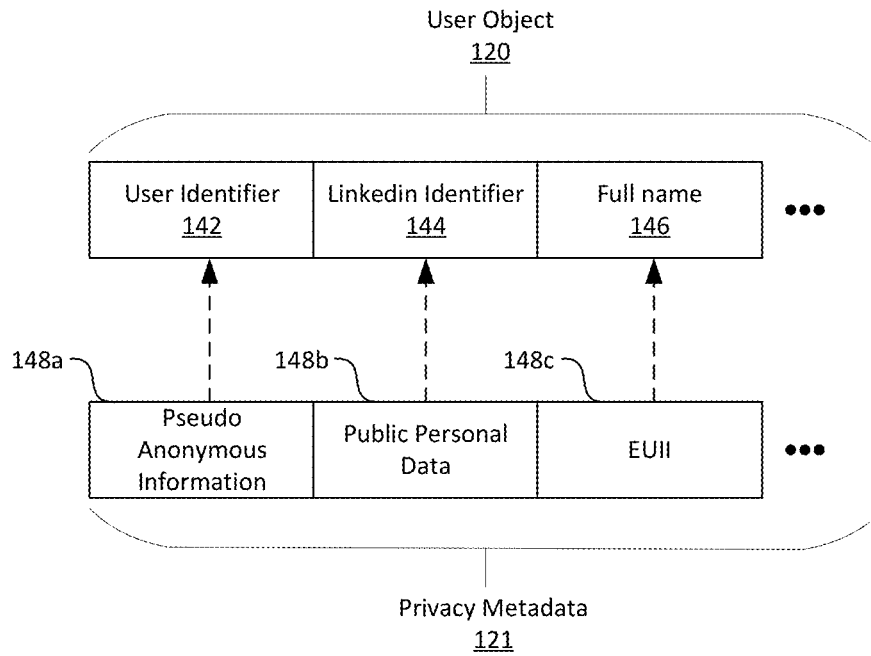 User Object
120
User Identifier
142
Linkedin Identifier
144
Full name
146
148a
148b
148c
Pseudo
Anonymous
Information
Public Personal
Data
EUII
Privacy Metadata
121